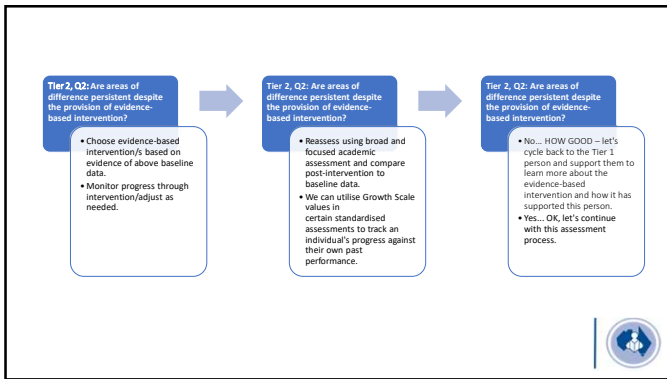 Tier 2, Q2: Are areas of
difference persistent despite
the provision of evidence-
based intervention?
• Choose evidence-based
intervention/s based on
evidence of above baseline
data.
• Monitor progress through
intervention/adjust as
needed.
Tier 2, Q2: Are areas of
difference persistent despite
the provision of evidence-
based intervention?
• Reassess using broad and
focused academic
assessment and compare
post-intervention to
baseline data.
• We can utilise Growth Scale
values in
certain standardised
assessments to track an
individual's progress against
their own past
performance.
Tier 2, Q2: Are areas of
difference persistent despite
the provision of evidence-
based intervention?
• No... HOW GOOD – let's
cycle back to the Tier 1
person and support them to
learn more about the
evidence-based
intervention and how it has
supported this person.
• Yes... OK, let's continue
with this assessment
process.